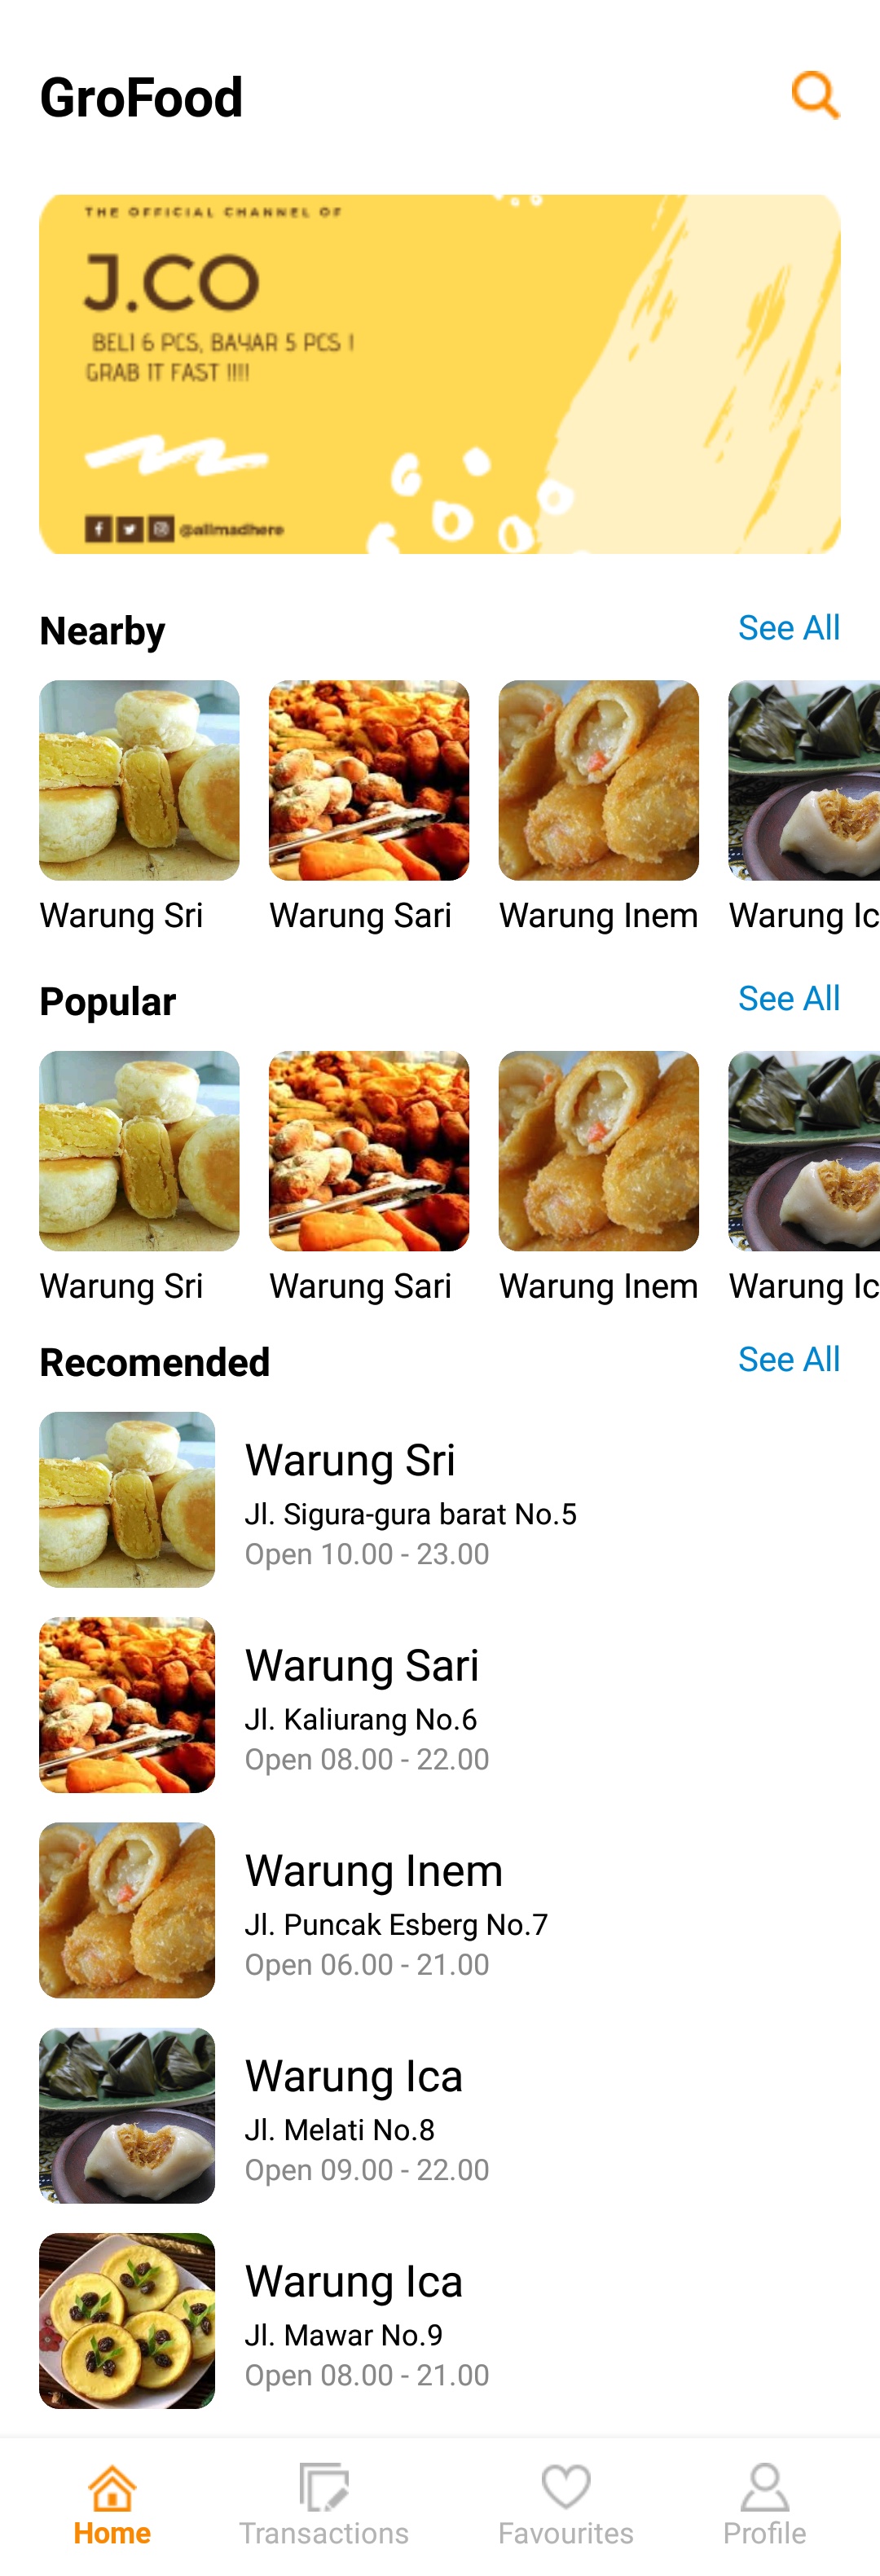 GroFood
THE OFFICIAL CHANNEL OF
J.CO
BELI 6 PCS, BAYAR 5 PCS !
GRAB IT FAST !!!!
@allmadhere
Nearby
See All
Warung Sri
Warung Sari
Warung Inem
Warung Ic
Popular
See All
Warung Sri
Warung Sari
Warung Inem
Warung Ic
Recomended
See All
Warung Sri
Jl. Sigura-gura barat No.5
Open 10.00 - 23.00
Warung Sari
Jl. Kaliurang No.6
Open 08.00 - 22.00
Warung Inem
Jl. Puncak Esberg No.7
Open 06.00 - 21.00
Warung Ica
Jl. Melati No.8
Open 09.00 - 22.00
Warung Ica
Jl. Mawar No.9
Open 08.00 - 21.00
Home
Transactions
Favourites
Profile